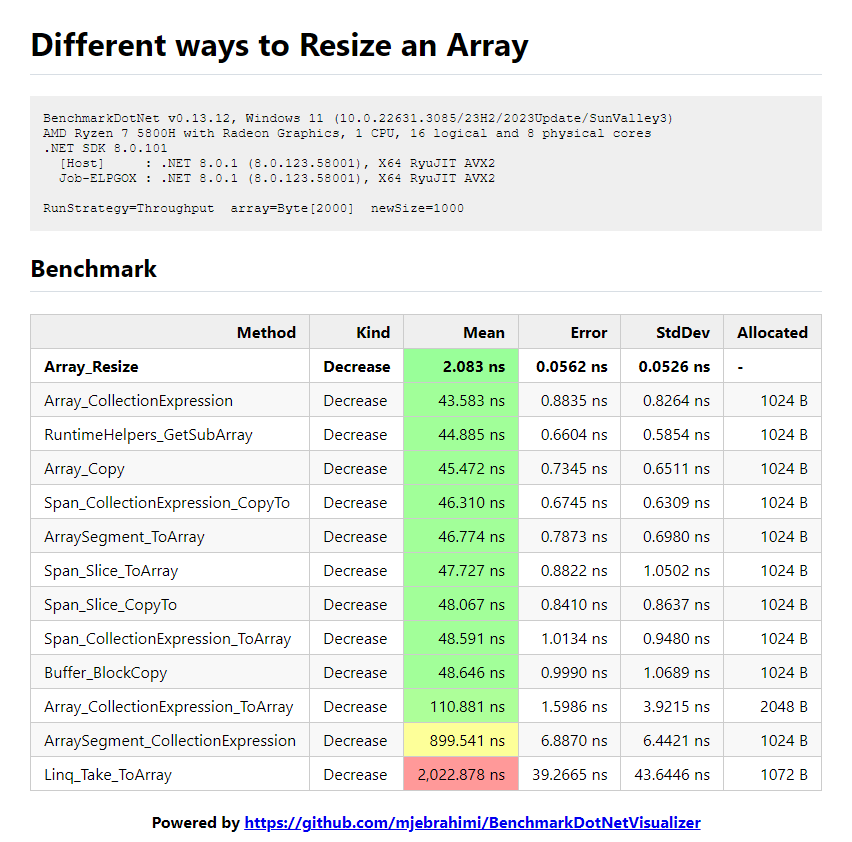 Different ways to Resize an Array
BenchmarkDotNet v0.13.12, Windows 11 (10.0.22631.3085/23H2/2023Update/SunValley3)
AMD Ryzen 7 5800H with Radeon Graphics, 1 CPU, 16 logical and 8 physical cores
.NET SDK 8.0.101
[Host]     : .NET 8.0.1 (8.0.123.58001), X64 RyuJIT AVX2
Job-ELPGOX : .NET 8.0.1 (8.0.123.58001), X64 RyuJIT AVX2
RunStrategy=Throughput  array=Byte[2000]  newSize=1000
Benchmark
Method Kind Mean Error StdDev Allocated
Array_Resize Decrease 2.083 ns 0.0562 ns 0.0526 ns -
Array_CollectionExpression Decrease 43.583 ns 0.8835 ns 0.8264 ns 1024 B
RuntimeHelpers_GetSubArray Decrease 44.885 ns 0.6604 ns 0.5854 ns 1024 B
Array_Copy Decrease 45.472 ns 0.7345 ns 0.6511 ns 1024 B
Span_CollectionExpression_CopyTo Decrease 46.310 ns 0.6745 ns 0.6309 ns 1024 B
ArraySegment_ToArray Decrease 46.774 ns 0.7873 ns 0.6980 ns 1024 B
Span_Slice_ToArray Decrease 47.727 ns 0.8822 ns 1.0502 ns 1024 B
Span_Slice_CopyTo Decrease 48.067 ns 0.8410 ns 0.8637 ns 1024 B
Span_CollectionExpression_ToArray Decrease 48.591 ns 1.0134 ns 0.9480 ns 1024 B
Buffer_BlockCopy Decrease 48.646 ns 0.9990 ns 1.0689 ns 1024 B
Array_CollectionExpression_ToArray Decrease 110.881 ns 1.5986 ns 3.9215 ns 2048 B
ArraySegment_CollectionExpression Decrease 899.541 ns 6.8870 ns 6.4421 ns 1024 B
Linq_Take_ToArray Decrease 2,022.878 ns 39.2665 ns 43.6446 ns 1072 B
Powered by https://github.com/mjebrahimi/BenchmarkDotNetVisualizer